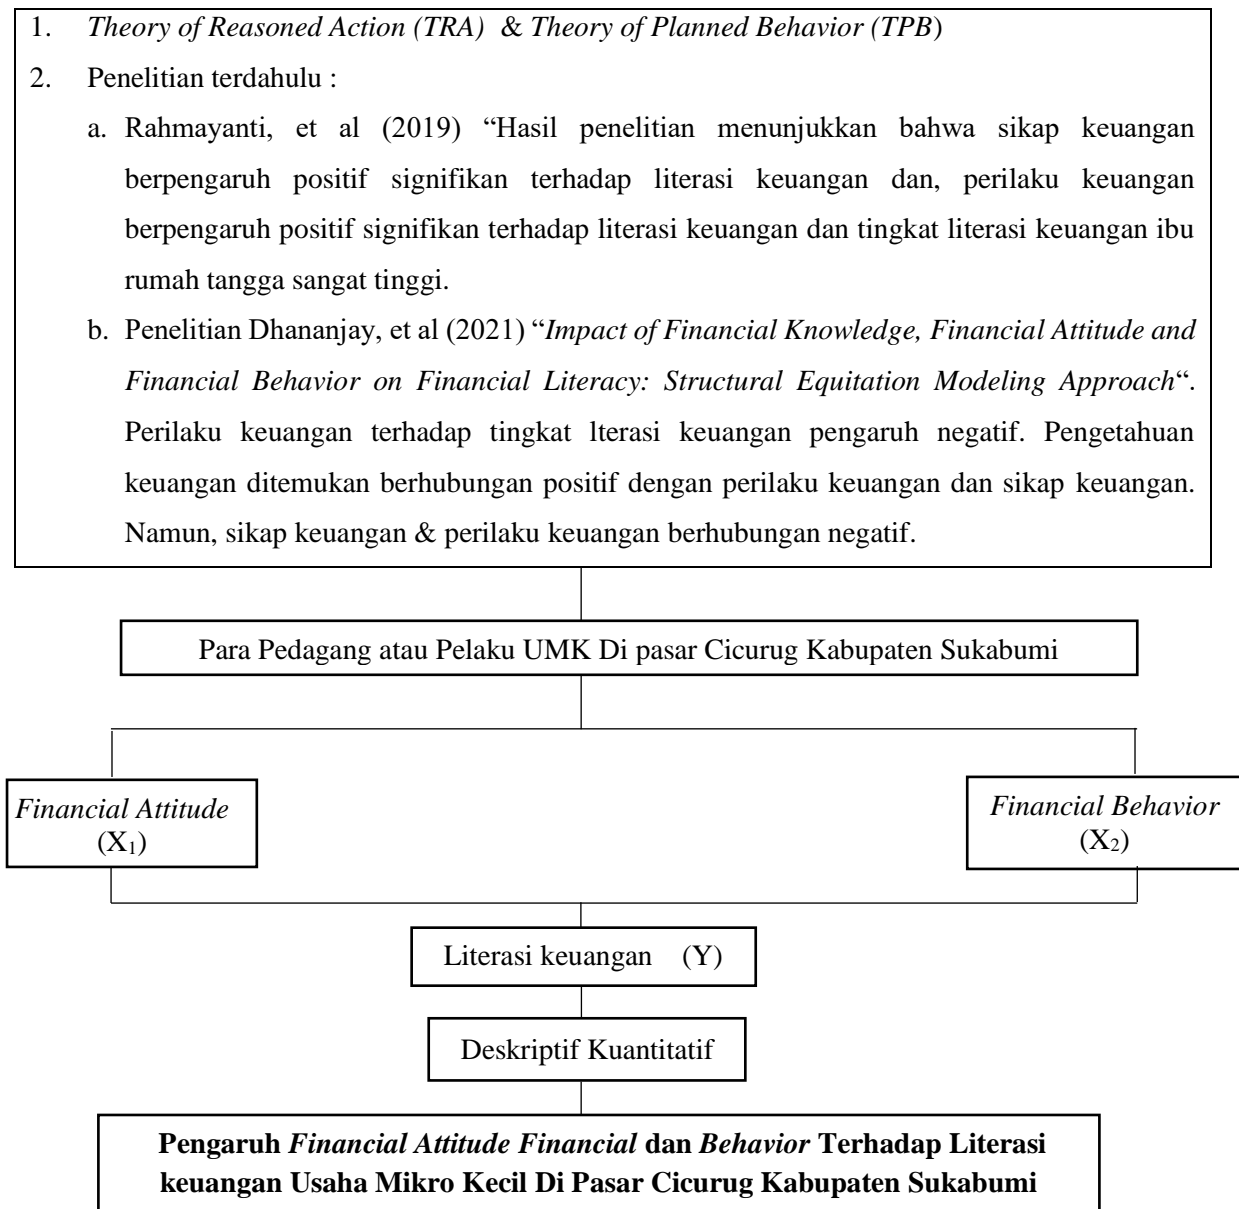 1. Theory of Reasoned Action (TRA) & Theory of Planned Behavior (TPB)
2. Penelitian terdahulu :
a. Rahmayanti, et al (2019) “Hasil penelitian menunjukkan bahwa sikap keuangan
berpengaruh positif signifikan terhadap literasi keuangan dan, perilaku keuangan
berpengaruh positif signifikan terhadap literasi keuangan dan tingkat literasi keuangan ibu
rumah tangga sangat tinggi.
b. Penelitian Dhananjay, et al (2021) “Impact of Financial Knowledge, Financial Attitude and
Financial Behavior on Financial Literacy: Structural Equitation Modeling Approach“.
Perilaku keuangan terhadap tingkat lterasi keuangan pengaruh negatif. Pengetahuan
keuangan ditemukan berhubungan positif dengan perilaku keuangan dan sikap keuangan.
Namun, sikap keuangan & perilaku keuangan berhubungan negatif.
Para Pedagang atau Pelaku UMK Di pasar Cicurug Kabupaten Sukabumi
Financial Attitude
(X₁)
Financial Behavior
(X₂)
Literasi keuangan (Y)
Deskriptif Kuantitatif
Pengaruh Financial Attitude Financial dan Behavior Terhadap Literasi
keuangan Usaha Mikro Kecil Di Pasar Cicurug Kabupaten Sukabumi